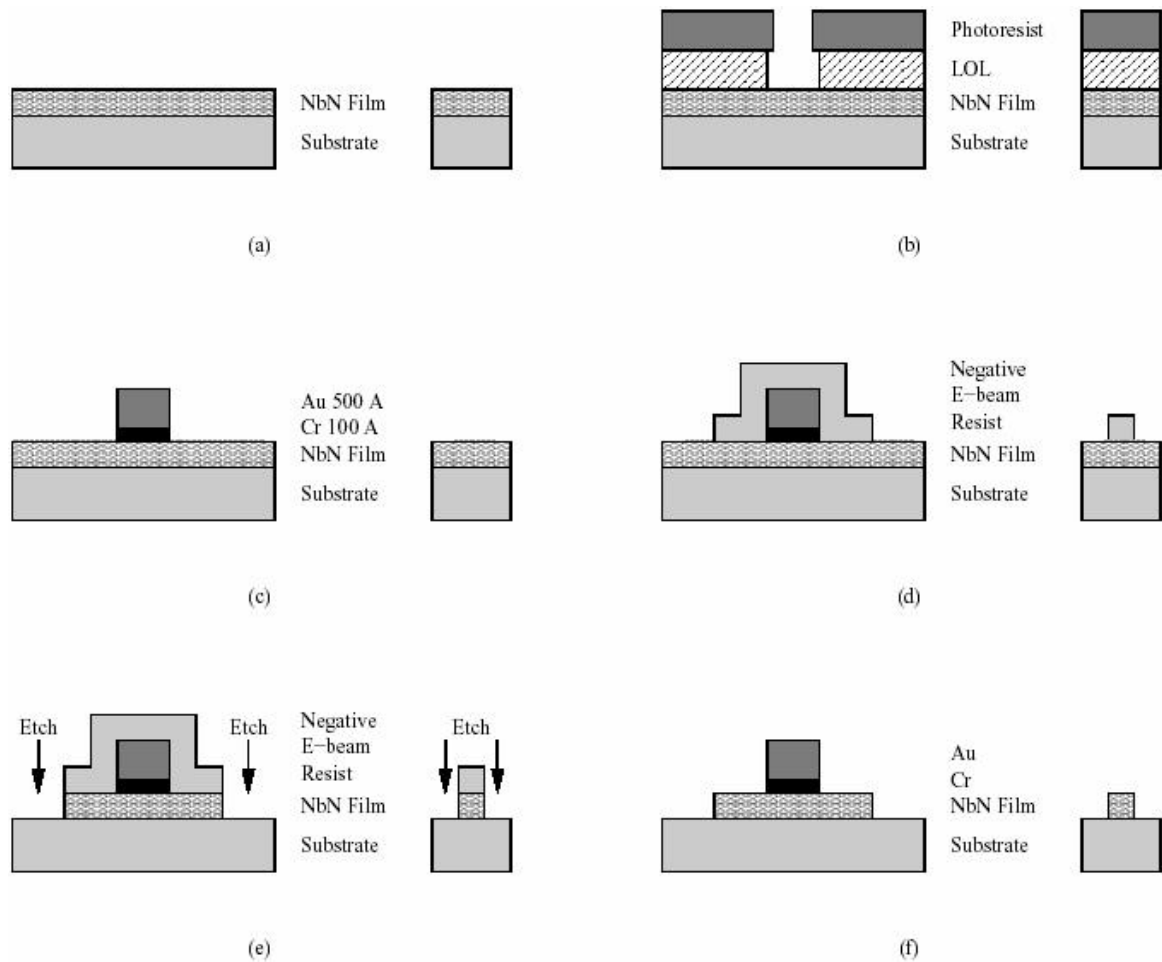 NbN Film
Substrate
(a)
Photoresist
LOL
NbN Film
Substrate
(b)
Au 500 A
Cr 100 A
NbN Film
Substrate
(c)
Negative
E−beam
Resist
NbN Film
Substrate
(d)
Etch
Etch
Negative
E−beam
Resist
NbN Film
Substrate
Etch
(e)
Au
Cr
NbN Film
Substrate
(f)